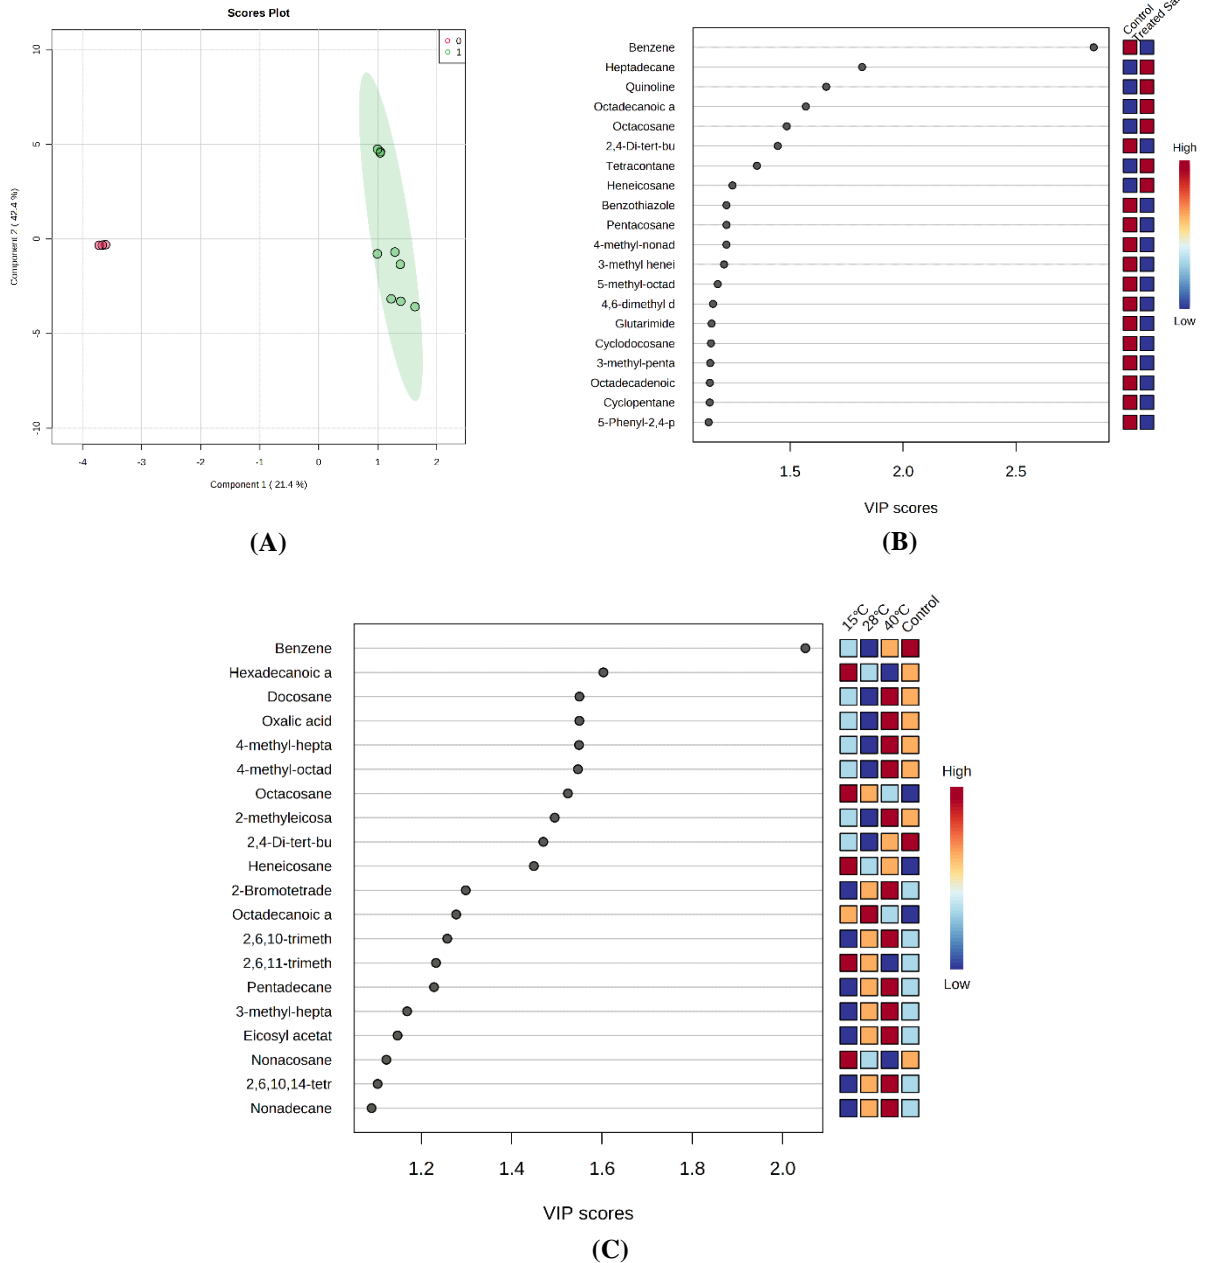 Scores Plot
0
1
10
5
0
-5
-10
Component 2 ( 42.4 %)
-4
-3
-2
-1
0
1
2
Component 1 ( 21.4 %)
(A)
Control
Treated
Benzene
Heptadecane
Quinoline
Octadecanoic a
Octacosane
2,4-Di-tert-bu
Tetracontane
Heneicosane
Benzothiazole
Pentacosane
4-methyl-nonad
3-methyl henei
5-methyl-octad
4,6-dimethyl d
Glutarimide
Cyclodocosane
3-methyl-penta
Octadecadenoic
Cyclopentane
5-Phenyl-2,4-p
1.5
2.0
2.5
VIP scores
High
Low
(B)
15°C
28°C
40°C
Control
Benzene
Hexadecanoic a
Docosane
Oxalic acid
4-methyl-hepta
4-methyl-octad
Octacosane
2-methyleicosa
2,4-Di-tert-bu
Heneicosane
2-Bromotetrade
Octadecanoic a
2,6,10-trimeth
2,6,11-trimeth
Pentadecane
3-methyl-hepta
Eicosyl acetat
Nonacosane
2,6,10,14-tetr
Nonadecane
1.2
1.4
1.6
1.8
2.0
VIP scores
High
Low
(C)